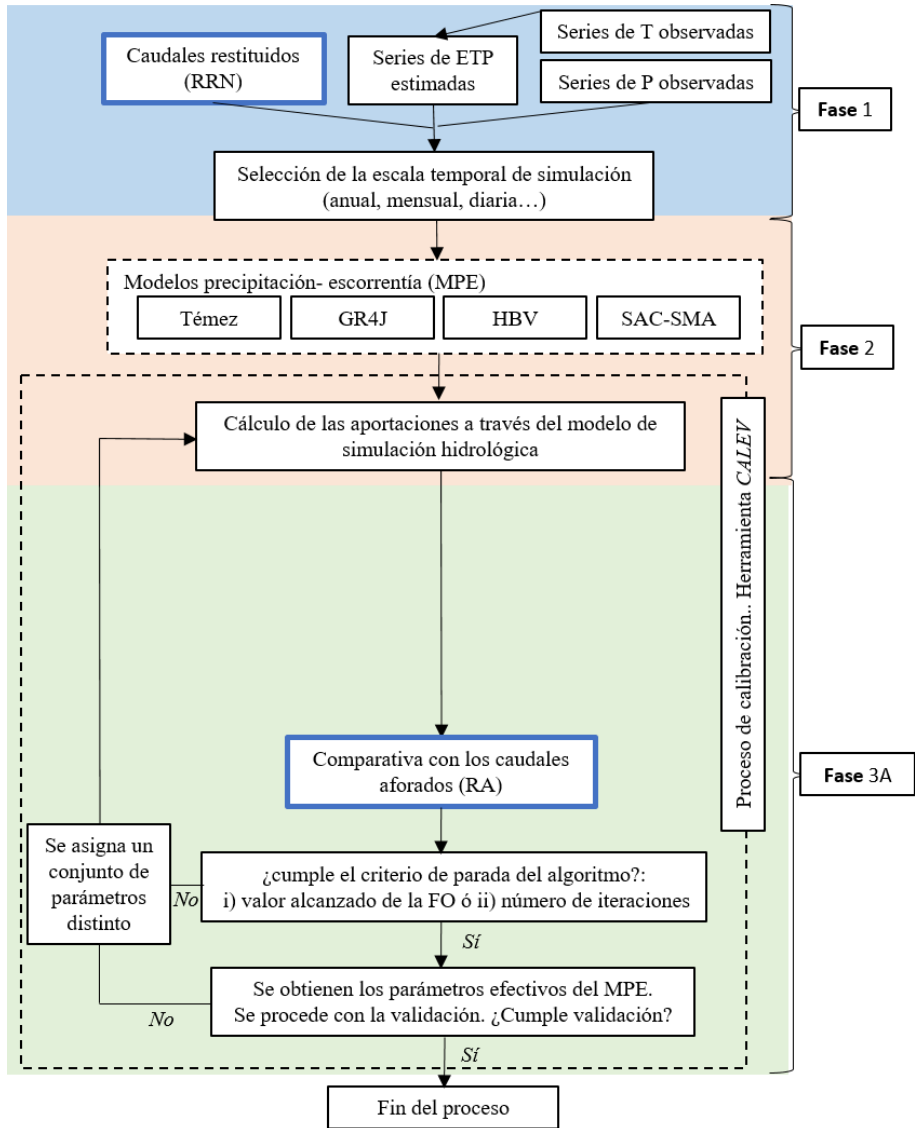 Caudales restituidos
(RRN)
Series de ETP
estimadas
Series de T observadas
Series de P observadas
Fase 1
Selección de la escala temporal de simulación
(anual, mensual, diaria…)
Modelos precipitación- escorrentía (MPE)
Témez
GR4J
HBV
SAC-SMA
Fase 2
Cálculo de las aportaciones a través del modelo de
simulación hidrológica
Proceso de calibración.. Herramienta CALEV
Comparativa con los caudales
aforados (RA)
Fase 3A
Se asigna un
conjunto de
parámetros
distinto
No
¿cumple el criterio de parada del algoritmo?:
i) valor alcanzado de la FO ó ii) número de iteraciones
Sí
No
Se obtienen los parámetros efectivos del MPE.
Se procede con la validación. ¿Cumple validación?
Sí
Fin del proceso